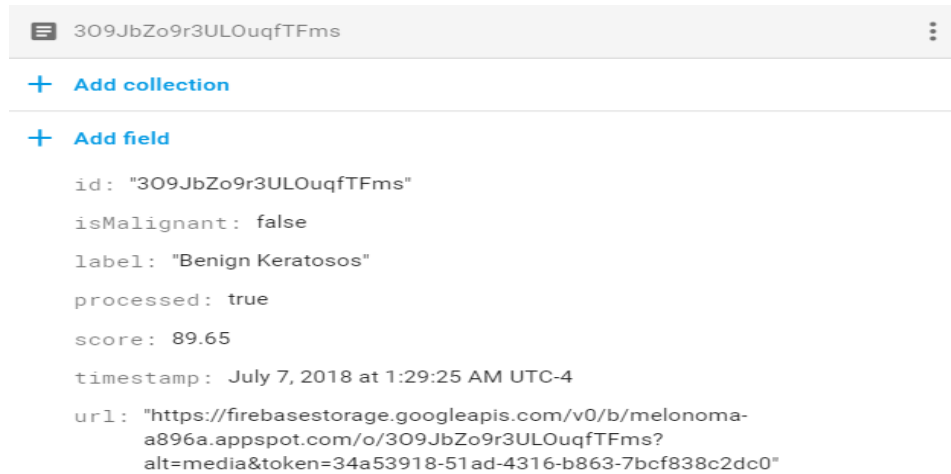 3O9JbZo9r3ULOuqfTFms
Add collection
Add field
id: "3O9JbZo9r3ULOuqfTFms"
isMalignant: false
label: "Benign Keratosos"
processed: true
score: 89.65
timestamp: July 7, 2018 at 1:29:25 AM UTC-4
url: "https://firebasestorage.googleapis.com/v0/b/melonoma-
a896a.appspot.com/o/3O9JbZo9r3ULOuqfTFms?
alt=media&token=34a53918-51ad-4316-b863-7bcf838c2dc0"